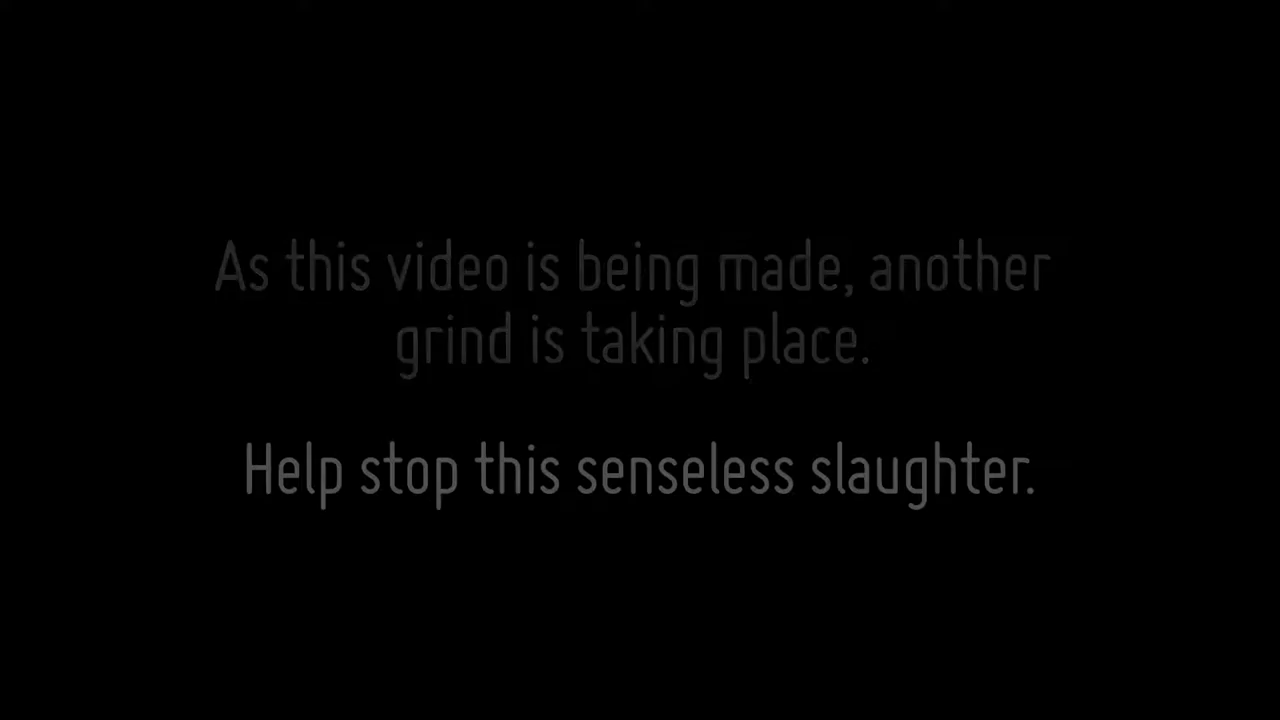 As this video is being made, another
grind is taking place.
Help stop this senseless slaughter.